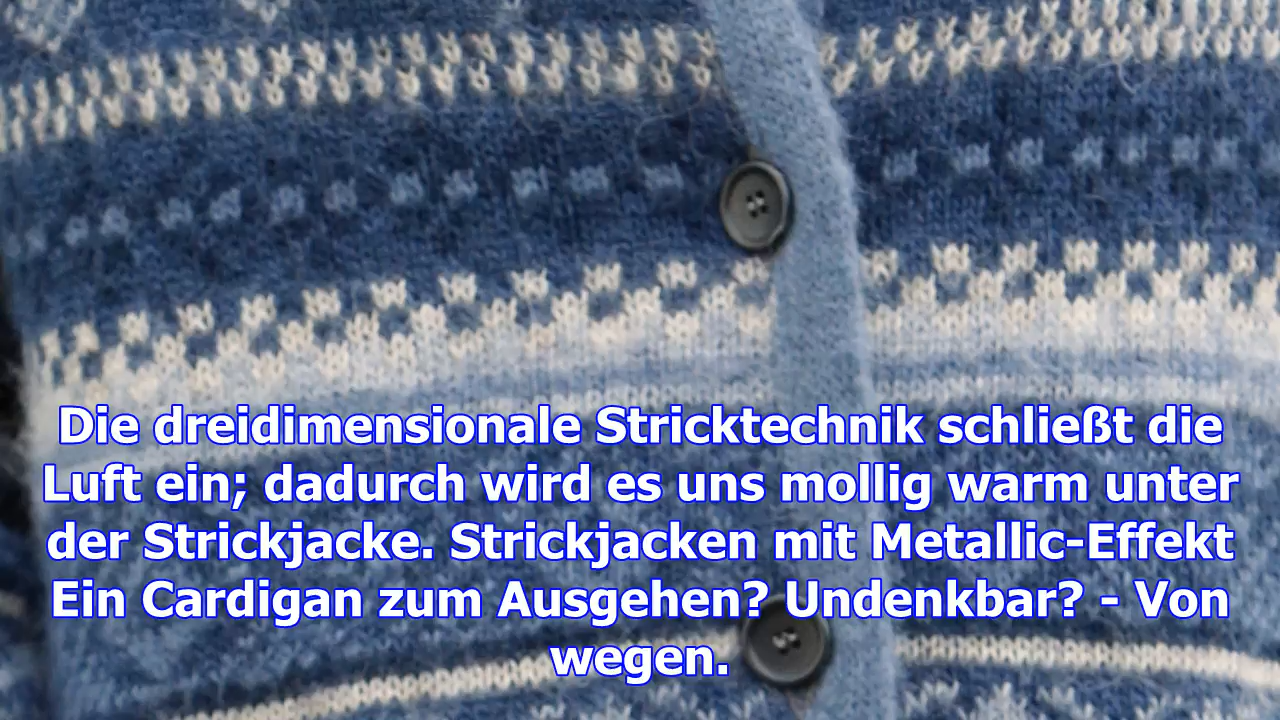 Die dreidimensionale Stricktechnik schließt die
Luft ein; dadurch wird es uns mollig warm unter
der Strickjacke. Strickjacken mit Metallic-Effekt
Ein Cardigan zum Ausgehen? Undenkbar? - Von
wegen.